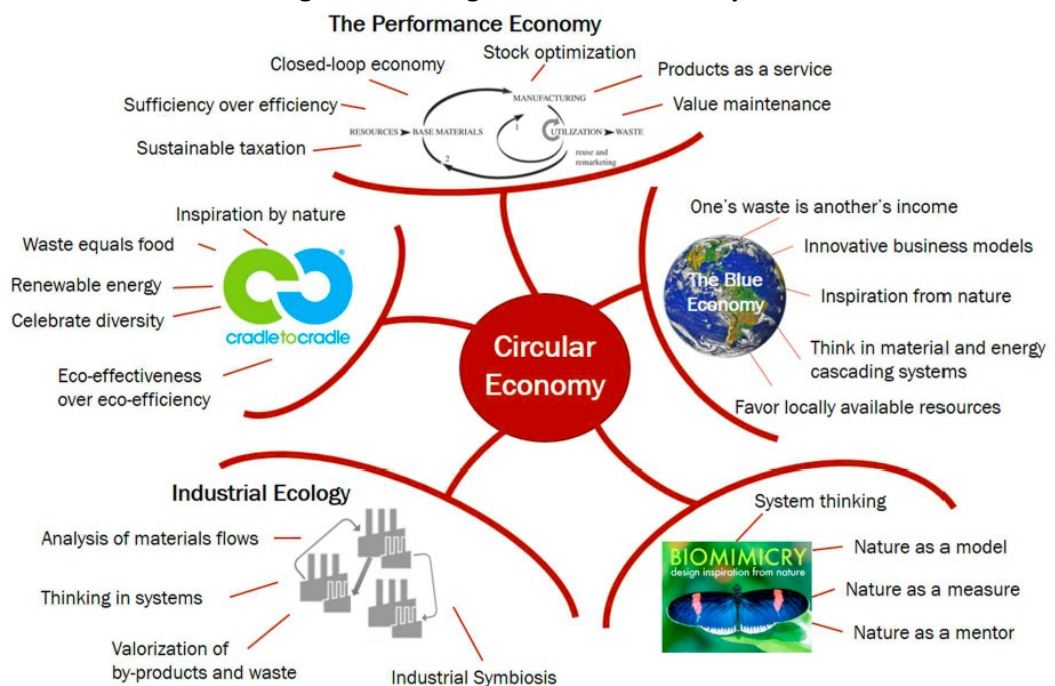 The Performance Economy
Stock optimization
Closed-loop economy
Products as a service
Sufficiency over efficiency
Value maintenance
Sustainable taxation
MANUFACTURING
RESOURCES
BASE MATERIALS
1
UTILIZATION
WASTE
2
reuse and
remarketing
Inspiration by nature
Waste equals food
Renewable energy
Celebrate diversity
®
cradletocradle
Eco-effectiveness
over eco-efficiency
One's waste is another's income
Innovative business models
The Blue
Economy
Inspiration from nature
Think in material and energy
cascading systems
Favor locally available resources
Circular
Economy
Industrial Ecology
Analysis of materials flows
Thinking in systems
Valorization of
by-products and waste
Industrial Symbiosis
System thinking
BIOMIMICRY
design inspiration from nature
Nature as a model
Nature as a measure
Nature as a mentor